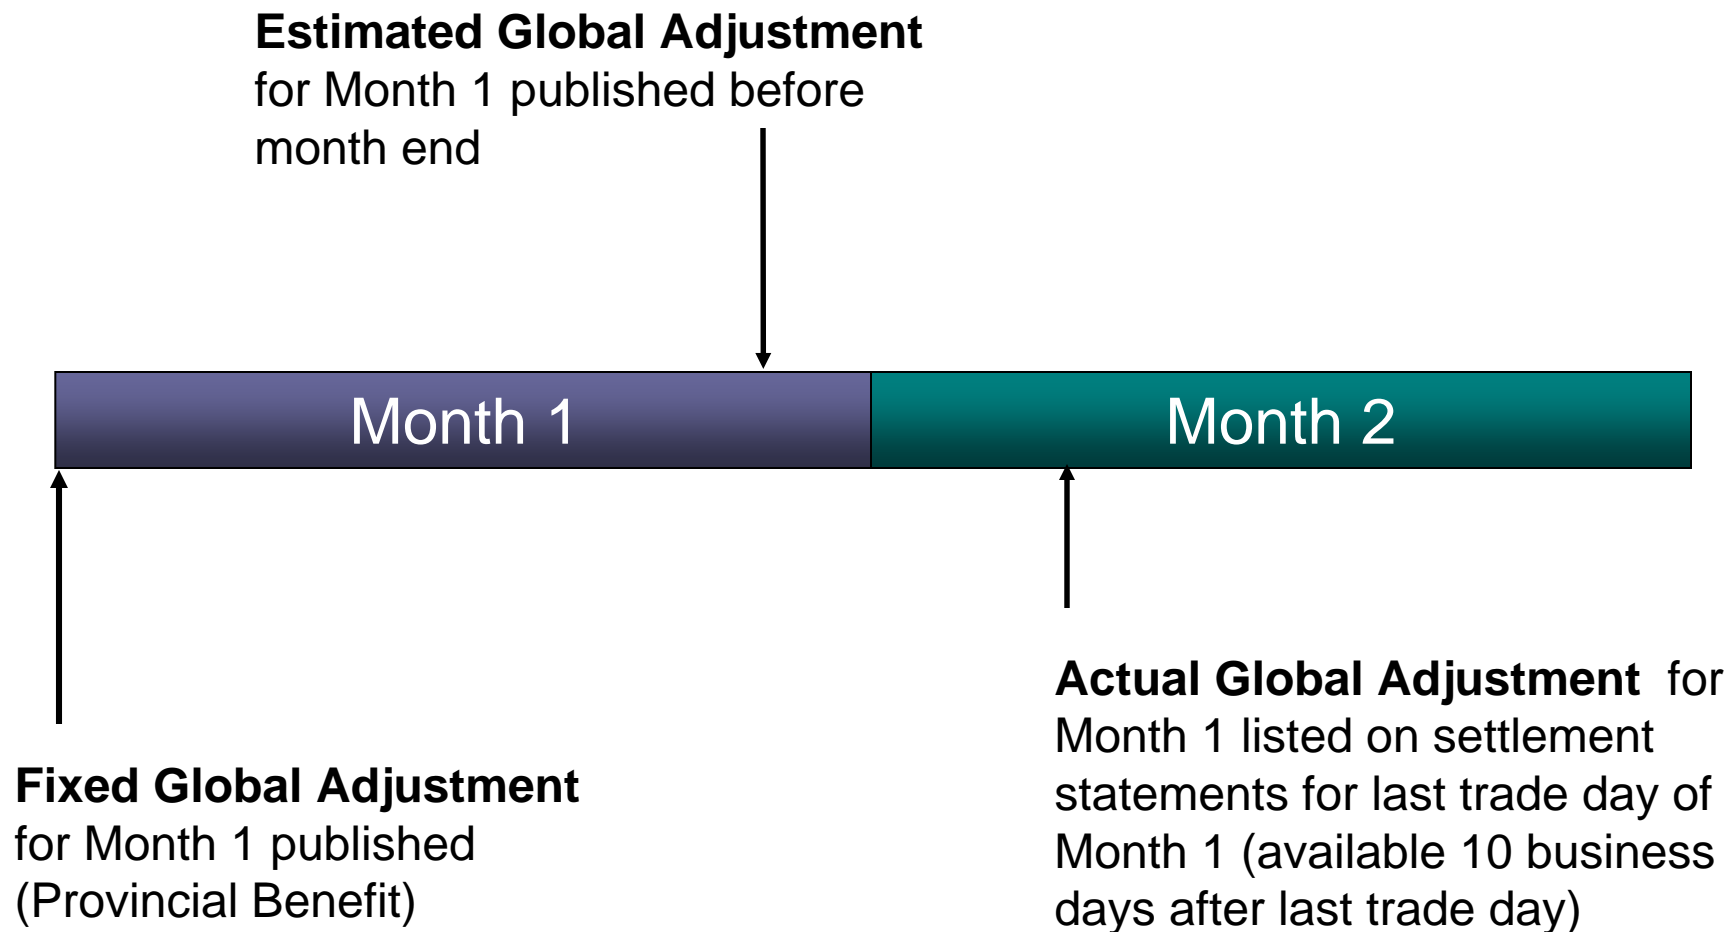 Estimated Global Adjustment
for Month 1 published before
month end
Month 1
Month 2
Fixed Global Adjustment
for Month 1 published
(Provincial Benefit)
Actual Global Adjustment for
Month 1 listed on settlement
statements for last trade day of
Month 1 (available 10 business
days after last trade day)